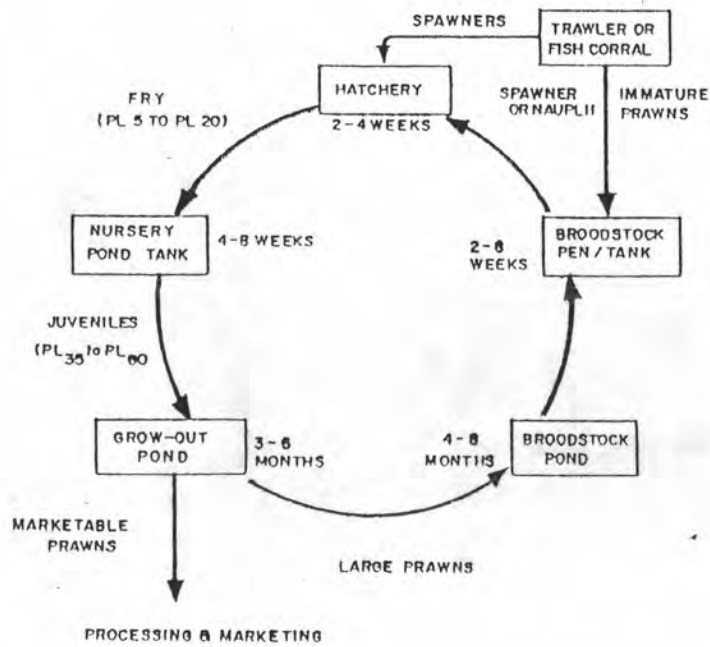 SPAWNERS
TRAWLER OR
FISH CORRAL
HATCHERY
2-4 WEEKS
FRY
(PL 5 TO PL 20)
SPAWNER
OR NAUPLII
IMMATURE
PRAWNS
NURSERY
POND TANK
4-8 WEEKS
2-8
WEEKS
BROODSTOCK
PEN/TANK
JUVENILES
(PL35) to PL60
GROW-OUT
POND
3-6
MONTHS
4-8
MONTHS
BROODSTOCK
POND
MARKETABLE
PRAWNS
LARGE PRAWNS
PROCESSING & MARKETING